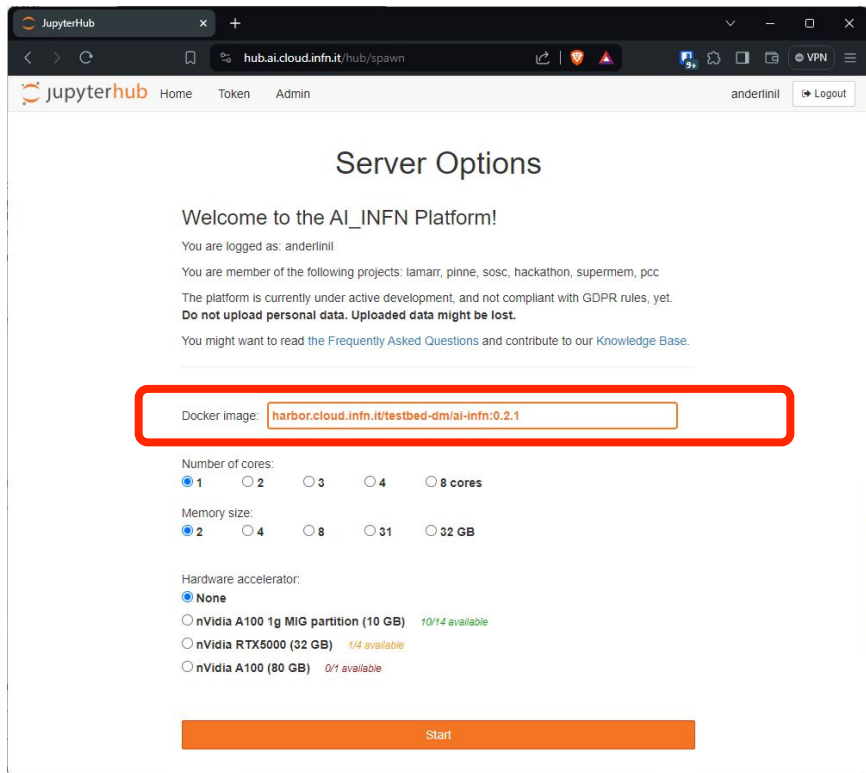 JupyterHub
hub.ai.cloud.infn.it/hub/spawn
9+
VPN
jupyterhub Home Token Admin anderlinil Logout
Server Options
Welcome to the AI_INFN Platform!
You are logged as: anderlinil
You are member of the following projects: lamarr, pinne, sosc, hackathon, supermem, pcc
The platform is currently under active development, and not compliant with GDPR rules, yet.
Do not upload personal data. Uploaded data might be lost.
You might want to read the Frequently Asked Questions and contribute to our Knowledge Base.
Docker image: harbor.cloud.infn.it/testbed-dm/ai-infn:0.2.1
Number of cores:
1 2 3 4 8 cores
Memory size:
2 4 8 31 32 GB
Hardware accelerator:
None
nVidia A100 1g MIG partition (10 GB) 10/14 available
nVidia RTX5000 (32 GB) 1/4 available
nVidia A100 (80 GB) 0/1 available
Start